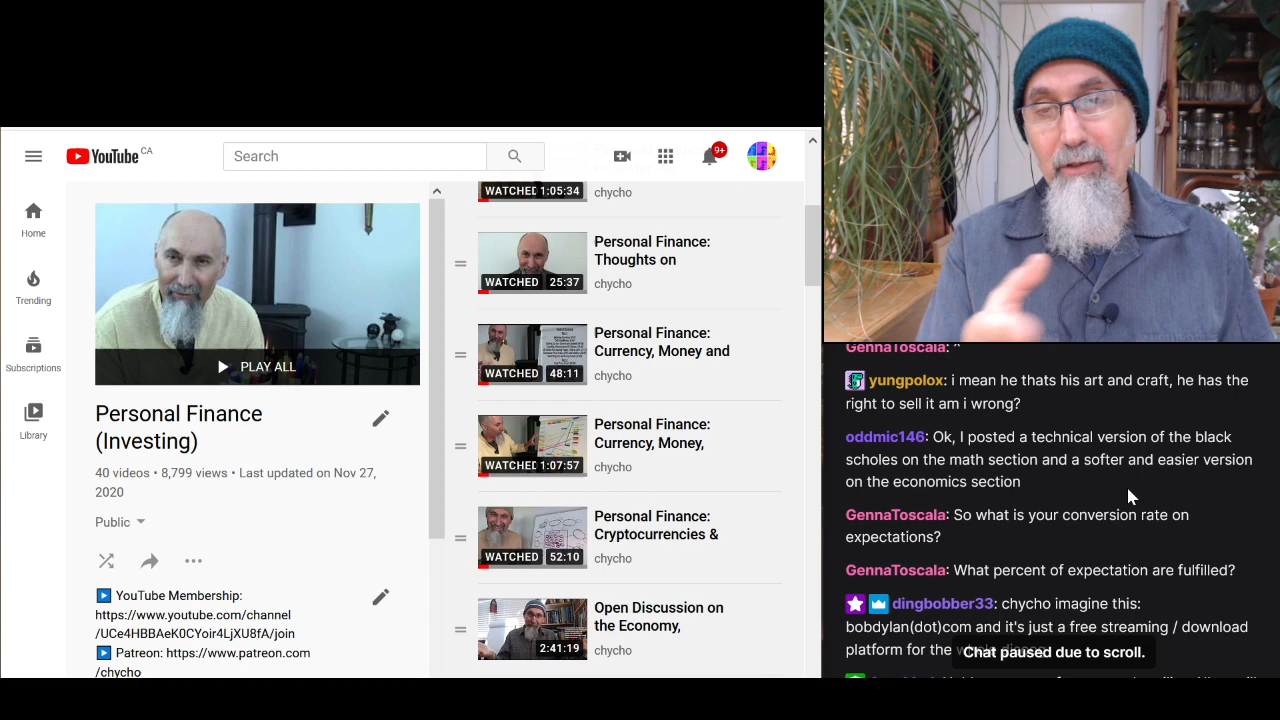 YouTube CA
Search
9+
Home
Trending
Subscriptions
Library
PLAY ALL
Personal Finance
(Investing)
40 videos • 8,799 views • Last updated on Nov 27,
2020
Public
YouTube Membership:
https://www.youtube.com/channel
/UCe4HBBAeK0CYoir4LjXU8fA/join
Patreon: https://www.patreon.com
/chycho
WATCHED 1:05:34
chycho
WATCHED 25:37
Personal Finance:
Thoughts on
chycho
WATCHED 48:11
Personal Finance:
Currency, Money and
chycho
WATCHED 1:07:57
Personal Finance:
Currency, Money,
chycho
WATCHED 52:10
Personal Finance:
Cryptocurrencies &
chycho
2:41:19
Open Discussion on
the Economy,
chycho
GennaToscala: ^
yungpolox: i mean he thats his art and craft, he has the
right to sell it am i wrong?
oddmic146: Ok, I posted a technical version of the black
scholes on the math section and a softer and easier version
on the economics section
GennaToscala: So what is your conversion rate on
expectations?
GennaToscala: What percent of expectation are fulfilled?
dingbobber33: chycho imagine this:
bobdylan(dot)com and it's just a free streaming / download
platform for the
Chat paused due to scroll.